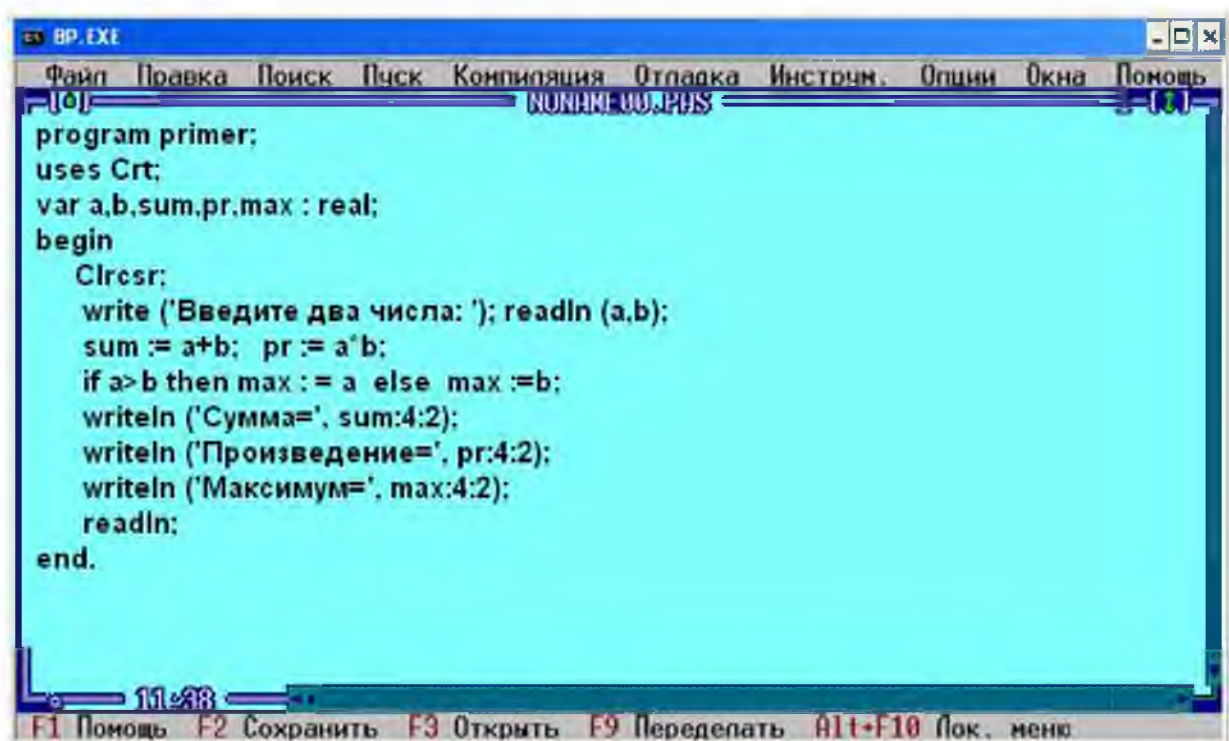 BP.EXE
Файл Правка Поиск Пуск Компиляция Отладка Инструм. Опции Окна Помощь
NONAME00.PAS
program primer;
uses Crt;
var a,b,sum,pr,max : real;
begin
Clrcsr;
write ('Введите два числа: '); readln (a,b);
sum := a+b; pr := a*b;
if a>b then max : = a else max :=b;
writeln ('Сумма=', sum:4:2);
writeln ('Произведение=', pr:4:2);
writeln ('Максимум=', max:4:2);
readln;
end.
11:38
F1 Помощь F2 Сохранить F3 Открыть F9 Переделать Alt+F10 Лок. меню